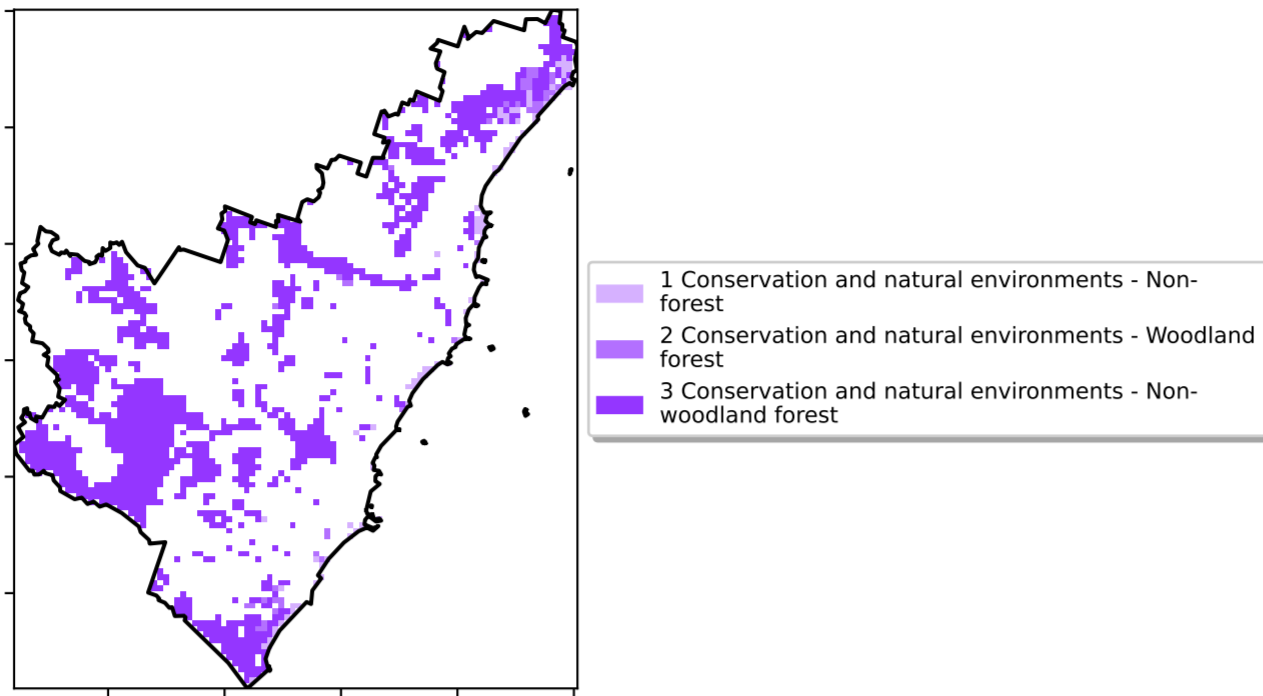 1 Conservation and natural environments - Non-
forest
2 Conservation and natural environments - Woodland
forest
3 Conservation and natural environments - Non-
woodland forest